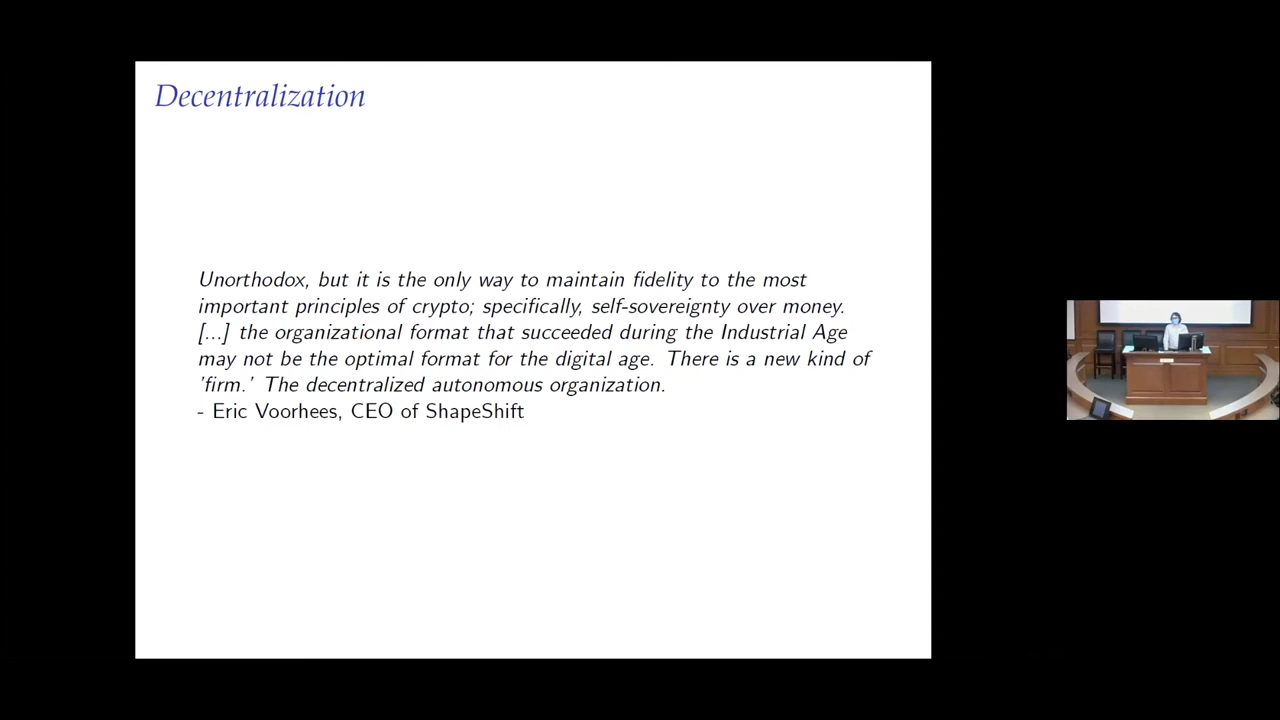 Decentralization
Unorthodox, but it is the only way to maintain fidelity to the most
important principles of crypto; specifically, self-sovereignty over money.
[...] the organizational format that succeeded during the Industrial Age
may not be the optimal format for the digital age. There is a new kind of
'firm.' The decentralized autonomous organization.
- Eric Voorhees, CEO of ShapeShift